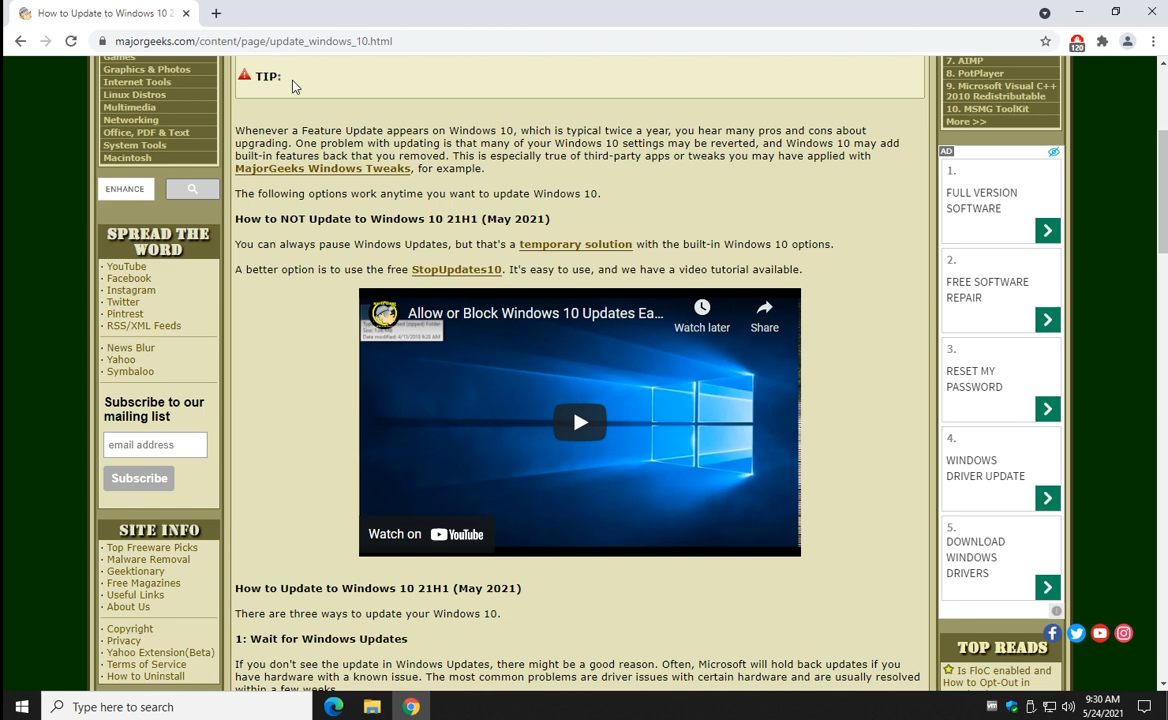 How to Update to Windows 10 2
majorgeeks.com/content/page/update_windows_10.html
120
Games
Graphics & Photos
Internet Tools
Linux Distros
Multimedia
Networking
Office, PDF & Text
System Tools
Macintosh
ENHANCE
SPREAD THE
WORD
· YouTube
· Facebook
· Instagram
· Twitter
· Pintrest
· RSS/XML Feeds
· News Blur
· Yahoo
· Symbaloo
Subscribe to our
mailing list
email address
Subscribe
SITE INFO
· Top Freeware Picks
· Malware Removal
· Geektionary
· Free Magazines
· Useful Links
· About Us
· Copyright
· Privacy
· Yahoo Extension(Beta)
· Terms of Service
· How to Uninstall
TIP:
Whenever a Feature Update appears on Windows 10, which is typical twice a year, you hear many pros and cons about
upgrading. One problem with updating is that many of your Windows 10 settings may be reverted, and Windows 10 may add
built-in features back that you removed. This is especially true of third-party apps or tweaks you may have applied with
MajorGeeks Windows Tweaks, for example.
The following options work anytime you want to update Windows 10.
How to NOT Update to Windows 10 21H1 (May 2021)
You can always pause Windows Updates, but that's a temporary solution with the built-in Windows 10 options.
A better option is to use the free StopUpdates10. It's easy to use, and we have a video tutorial available.
Allow or Block Windows 10 Updates Ea...
Watch later
Share
Watch on YouTube
How to Update to Windows 10 21H1 (May 2021)
There are three ways to update your Windows 10.
1: Wait for Windows Updates
If you don't see the update in Windows Updates, there might be a good reason. Often, Microsoft will hold back updates if you
have hardware with a known issue. The most common problems are driver issues with certain hardware and are usually resolved
within a few weeks.
7. AIMP
8. PotPlayer
9. Microsoft Visual C++
2010 Redistributable
10. MSMG ToolKit
More >>
AD
1.
FULL VERSION
SOFTWARE
2.
FREE SOFTWARE
REPAIR
3.
RESET MY
PASSWORD
4.
WINDOWS
DRIVER UPDATE
5.
DOWNLOAD
WINDOWS
DRIVERS
TOP READS
Is FloC enabled and
How to Opt-Out in
Type here to search
9:30 AM
5/24/2021